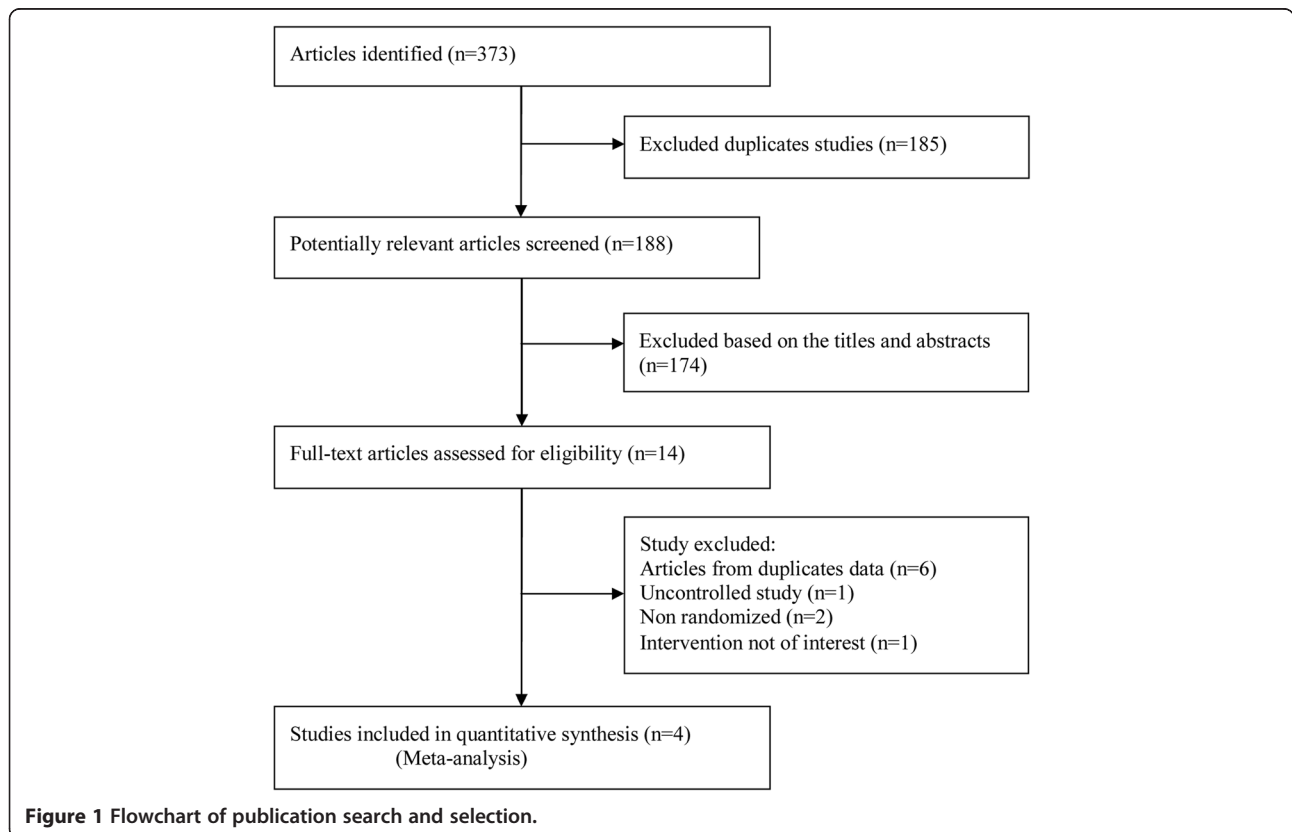 Articles identified (n=373)
Excluded duplicates studies (n=185)
Potentially relevant articles screened (n=188)
Excluded based on the titles and abstracts
(n=174)
Full-text articles assessed for eligibility (n=14)
Study excluded:
Articles from duplicates data (n=6)
Uncontrolled study (n=1)
Non randomized (n=2)
Intervention not of interest (n=1)
Studies included in quantitative synthesis (n=4)
(Meta-analysis)
Figure 1 Flowchart of publication search and selection.